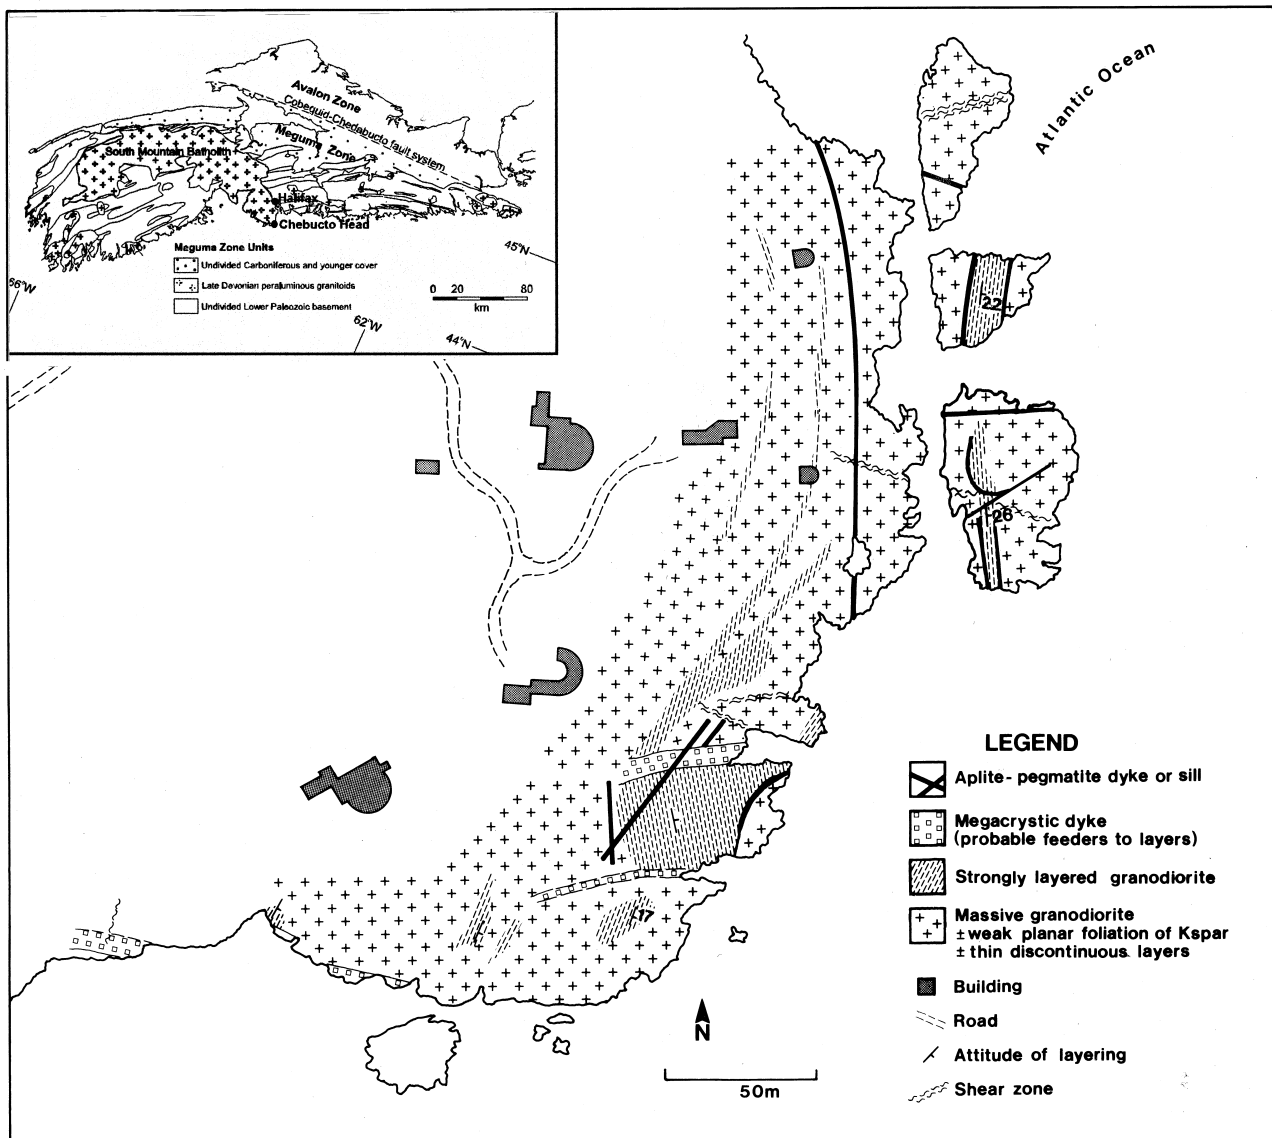 Avalon Zone
Cobequid-Chedabucto fault system
Meguma Zone
South Mountain Batholith
Halifax
Chebucto Head
Meguma Zone Units
Undivided Carboniferous and younger cover
Late Devonian peraluminous granitoids
Undivided Lower Paleozoic basement
0 20 80
km
66°W
62°W
44°N
45°N
Atlantic Ocean
22
26
17
LEGEND
Aplite-pegmatite dyke or sill
Megacrystic dyke
(probable feeders to layers)
Strongly layered granodiorite
Massive granodiorite
± weak planar foliation of Kspar
± thin discontinuous layers
Building
Road
Attitude of layering
Shear zone
N
50m